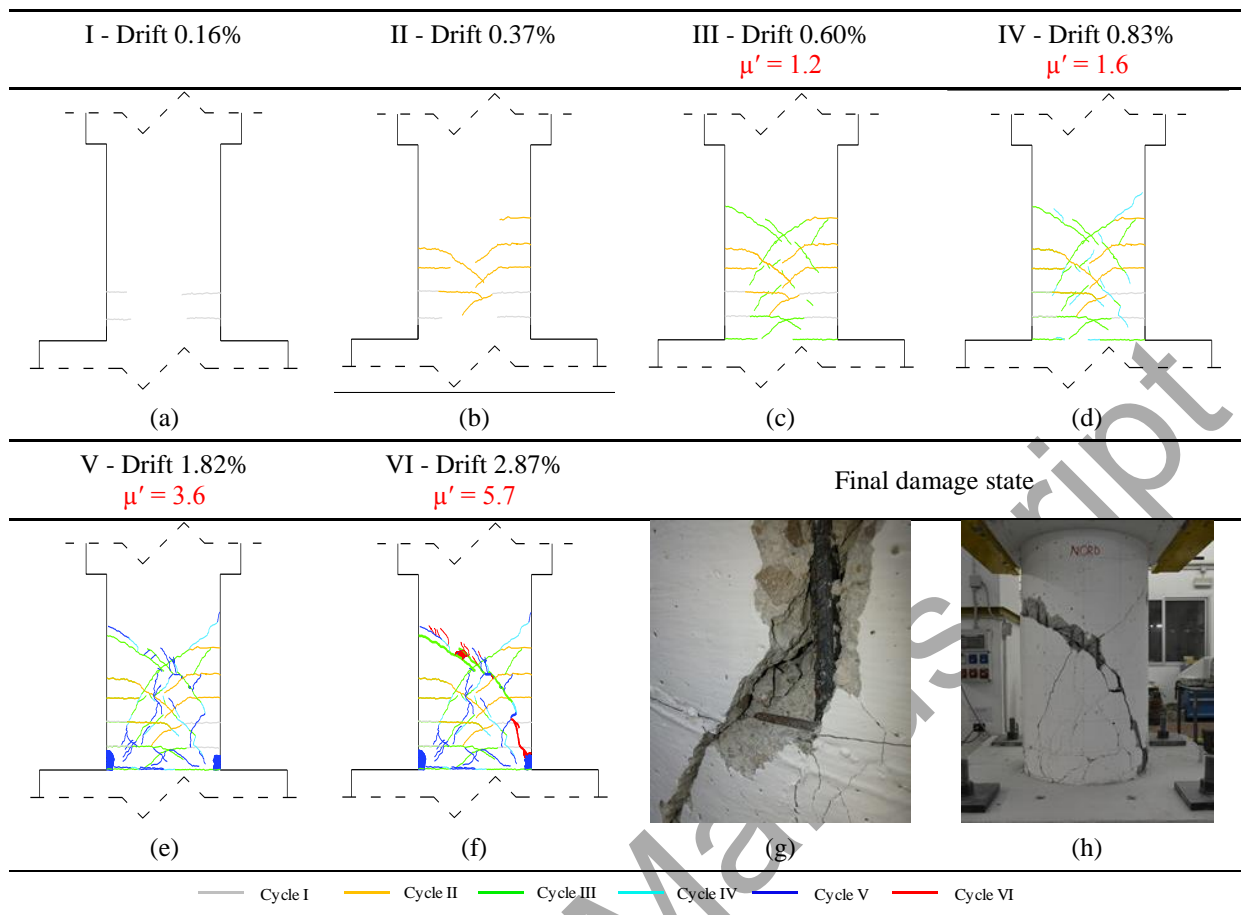 I - Drift 0.16%
II - Drift 0.37%
III - Drift 0.60%
μ′ = 1.2
IV - Drift 0.83%
μ′ = 1.6
(a)
(b)
(c)
(d)
V - Drift 1.82%
μ′ = 3.6
VI - Drift 2.87%
μ′ = 5.7
Final damage state
NORD
(e)
(f)
(g)
(h)
Cycle I
Cycle II
Cycle III
Cycle IV
Cycle V
Cycle VI